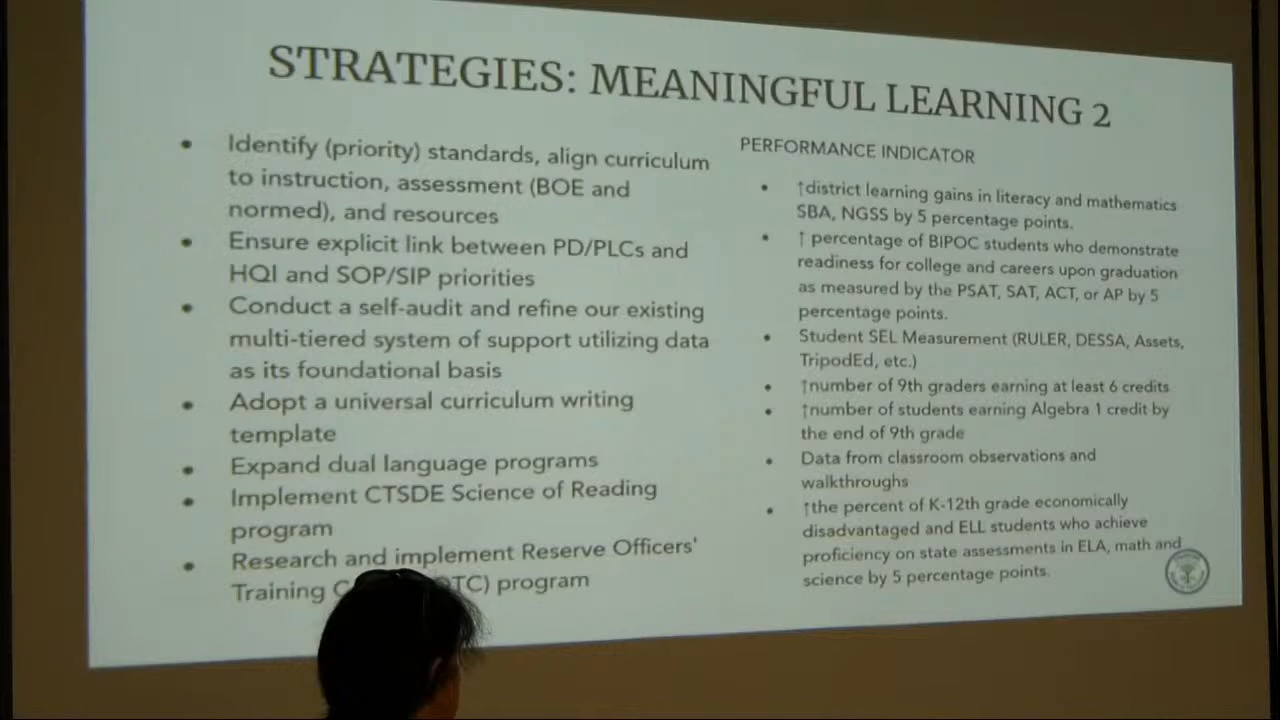 STRATEGIES: MEANINGFUL LEARNING 2
• Identify (priority) standards, align curriculum
to instruction, assessment (BOE and
normed), and resources
• Ensure explicit link between PD/PLCs and
HQI and SOP/SIP priorities
• Conduct a self-audit and refine our existing
multi-tiered system of support utilizing data
as its foundational basis
• Adopt a universal curriculum writing
template
• Expand dual language programs
• Implement CTSDE Science of Reading
program
• Research and implement Reserve Officers'
Training program
PERFORMANCE INDICATOR
• ↑district learning gains in literacy and mathematics
SBA, NGSS by 5 percentage points.
• ↑ percentage of BIPOC students who demonstrate
readiness for college and careers upon graduation
as measured by the PSAT, SAT, ACT, or AP by 5
percentage points.
• Student SEL Measurement (RULER, DESSA, Assets,
TripodEd, etc.)
• ↑number of 9th graders earning at least 6 credits
• ↑number of students earning Algebra 1 credit by
the end of 9th grade
• Data from classroom observations and
walkthroughs
• ↑the percent of K-12th grade economically
disadvantaged and ELL students who achieve
proficiency on state assessments in ELA, math and
science by 5 percentage points.